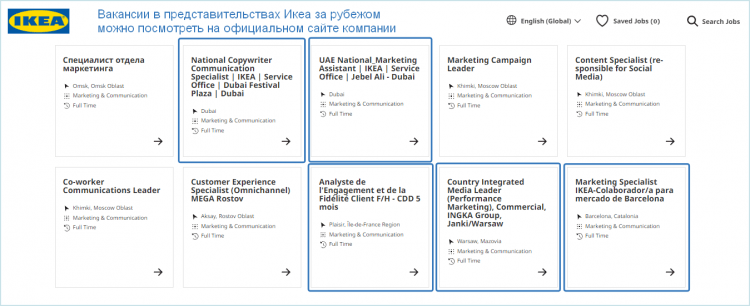 IKEA
Вакансии в представительствах Икеа за рубежом
можно посмотреть на официальном сайте компании
English (Global)
Saved Jobs (0)
Search Jobs
Специалист отдела
маркетинга
Omsk, Omsk Oblast
Marketing & Communication
Full Time
National Copywriter
Communication
Specialist | IKEA | Service
Office | Dubai Festival
Plaza | Dubai
Dubai
Marketing & Communication
Full Time
UAE National_Marketing
Assistant | IKEA | Service
Office | Jebel Ali - Dubai
Dubai
Marketing & Communication
Full Time
Marketing Campaign
Leader
Khimki, Moscow Oblast
Marketing & Communication
Full Time
Content Specialist (re-
sponsible for Social
Media)
Khimki, Moscow Oblast
Marketing & Communication
Full Time
Co-worker
Communications Leader
Khimki, Moscow Oblast
Marketing & Communication
Full Time
Customer Experience
Specialist (Omnichannel)
MEGA Rostov
Aksay, Rostov Oblast
Marketing & Communication
Full Time
Analyste de
l'Engagement et de la
Fidélité Client F/H - CDD 5
mois
Plaisir, Île-de-France Region
Marketing & Communication
Full Time
Country Integrated
Media Leader
(Performance
Marketing), Commercial,
INGKA Group,
Janki/Warsaw
Warsaw, Mazovia
Marketing & Communication
Full Time
Marketing Specialist
IKEA-Colaborador/a para
mercado de Barcelona
Barcelona, Catalonia
Marketing & Communication
Full Time